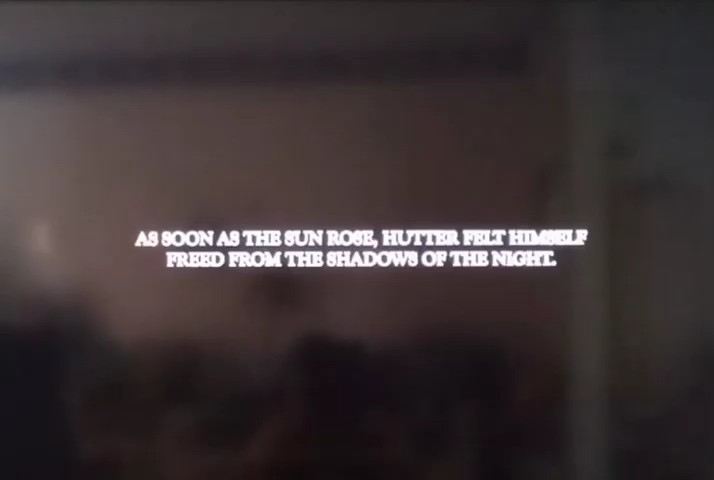 AS SOON AS THE SUN ROSE, HUTTER FELT HIMSELF
FREED FROM THE SHADOWS OF THE NIGHT.